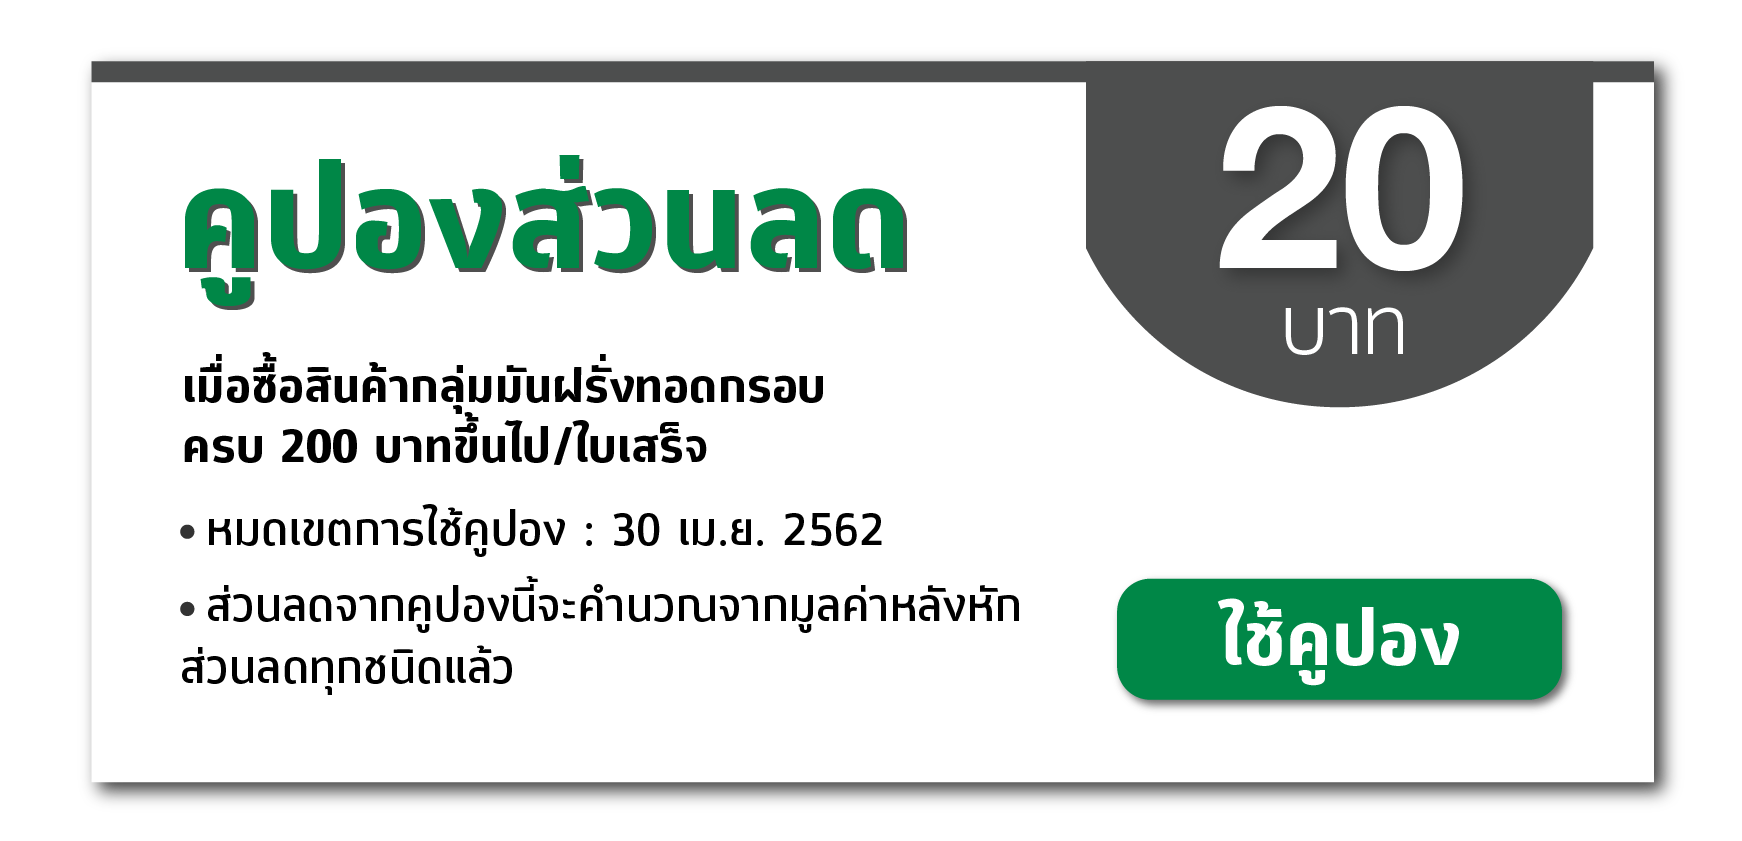 คูปองส่วนลด
20
บาท
เมื่อซื้อสินค้ากลุ่มมันฝรั่งทอดกรอบ
ครบ 200 บาทขึ้นไป/ใบเสร็จ
• หมดเขตการใช้คูปอง : 30 เม.ย. 2562
• ส่วนลดจากคูปองนี้จะคำนวณจากมูลค่าหลังหัก
ส่วนลดทุกชนิดแล้ว
ใช้คูปอง